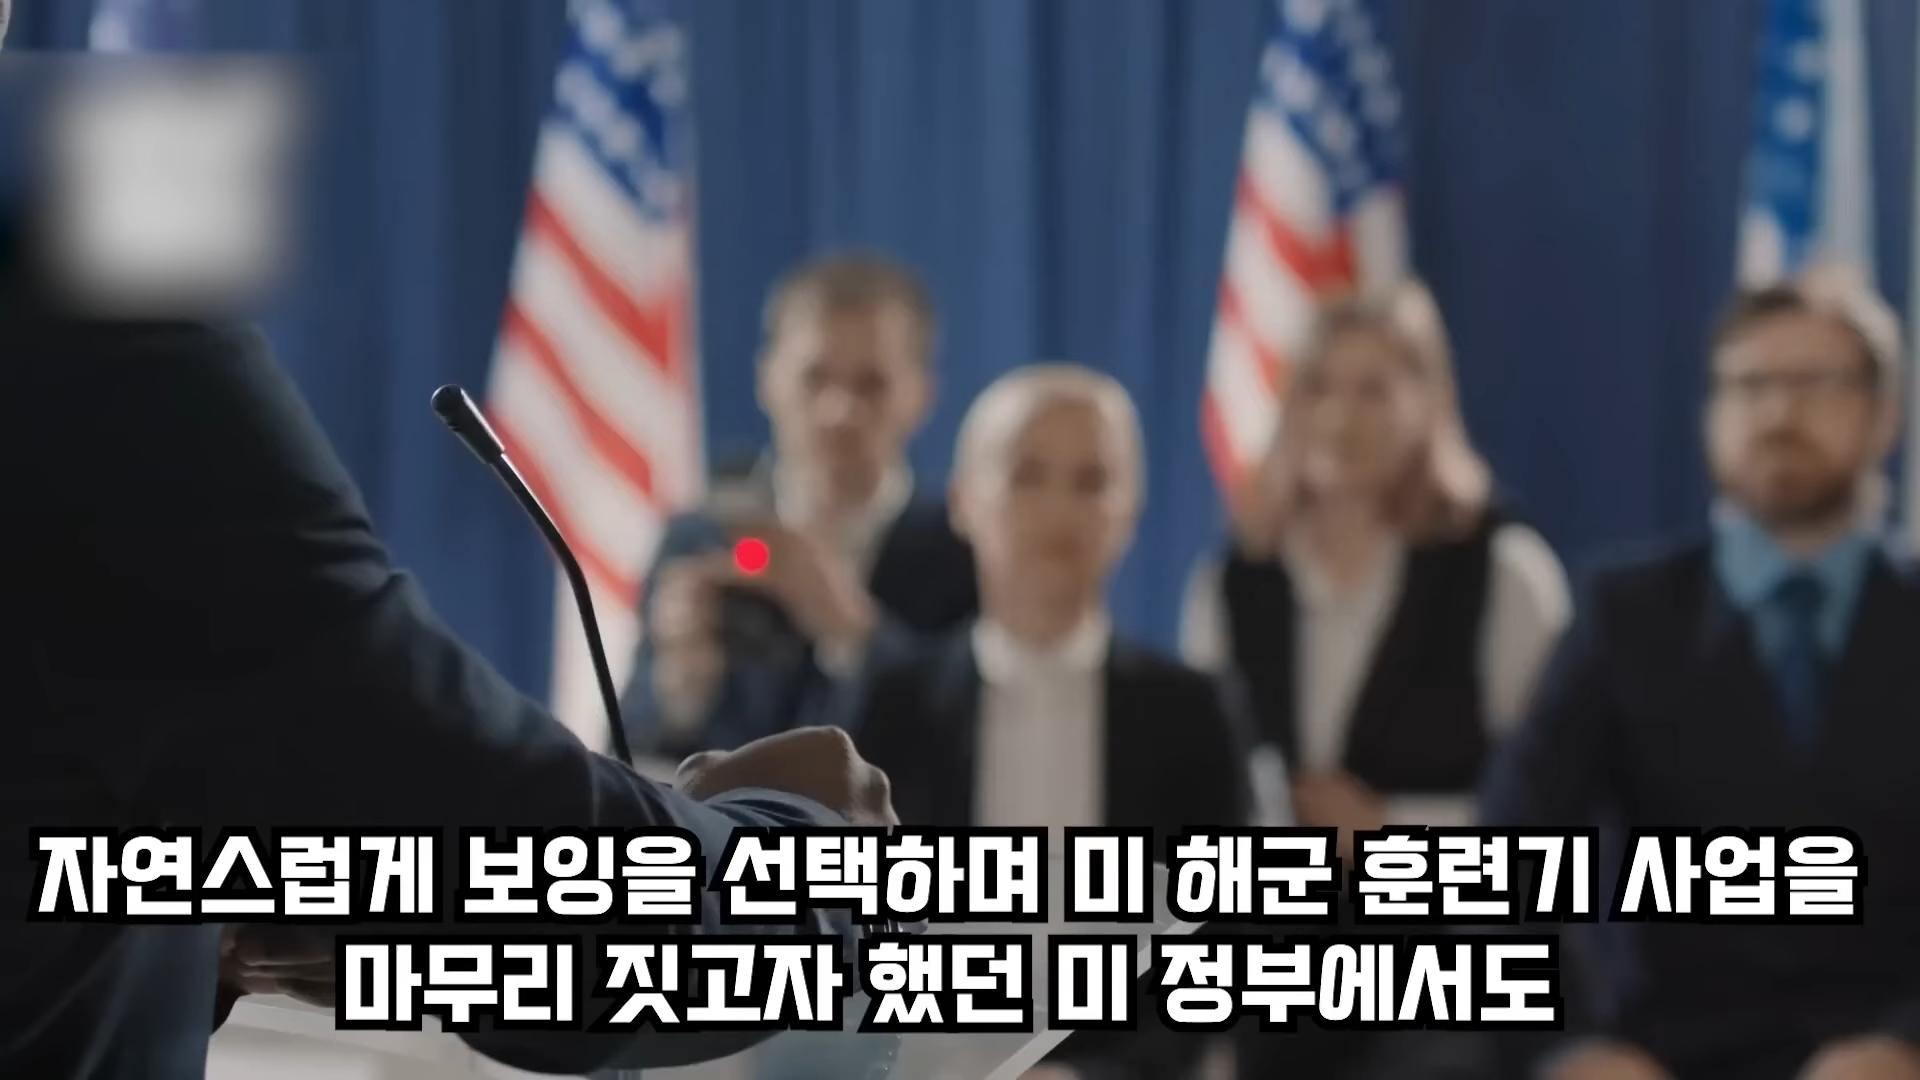 자연스럽게 보잉을 선택하며 미 해군 훈련기 사업을
마무리 짓고자 했던 미 정부에서도